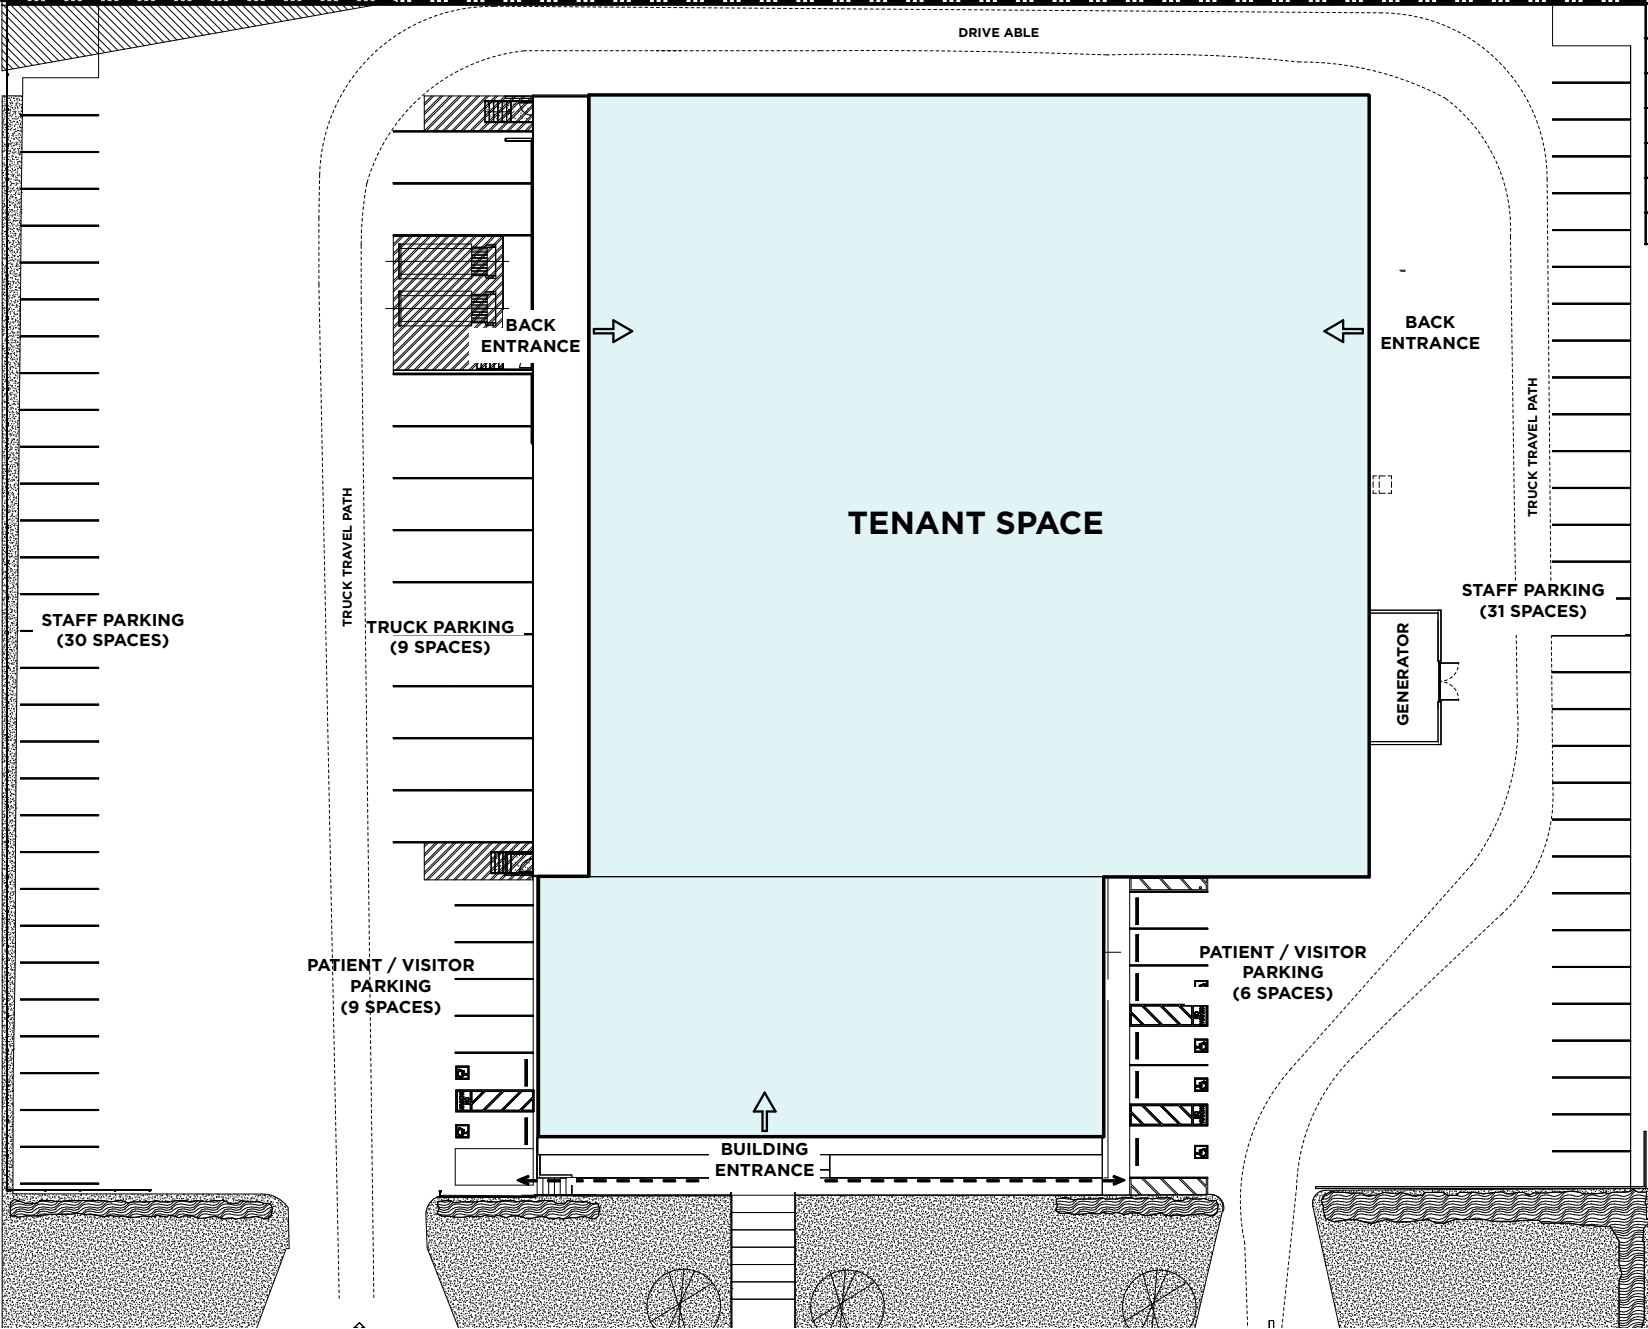 DRIVE ABLE
BACK
ENTRANCE
BACK
ENTRANCE
TRUCK TRAVEL PATH
TRUCK TRAVEL PATH
TENANT SPACE
STAFF PARKING
(30 SPACES)
TRUCK PARKING
(9 SPACES)
STAFF PARKING
(31 SPACES)
GENERATOR
PATIENT / VISITOR
PARKING
(9 SPACES)
PATIENT / VISITOR
PARKING
(6 SPACES)
BUILDING
ENTRANCE